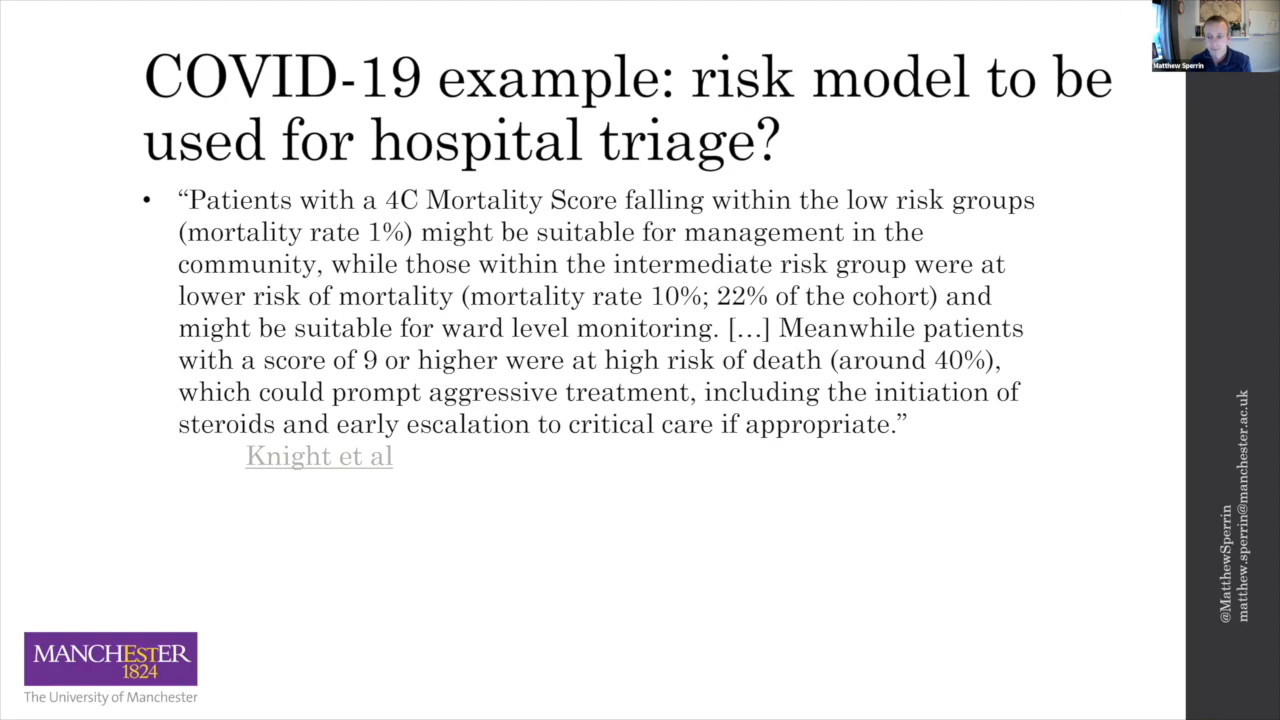 COVID-19 example: risk model to be
used for hospital triage?
• “Patients with a 4C Mortality Score falling within the low risk groups
(mortality rate 1%) might be suitable for management in the
community, while those within the intermediate risk group were at
lower risk of mortality (mortality rate 10%; 22% of the cohort) and
might be suitable for ward level monitoring. […] Meanwhile patients
with a score of 9 or higher were at high risk of death (around 40%),
which could prompt aggressive treatment, including the initiation of
steroids and early escalation to critical care if appropriate.”
Knight et al
Matthew Sperrin
@MatthewSperrin
matthew.sperrin@manchester.ac.uk
MANCHESTER
1824
The University of Manchester